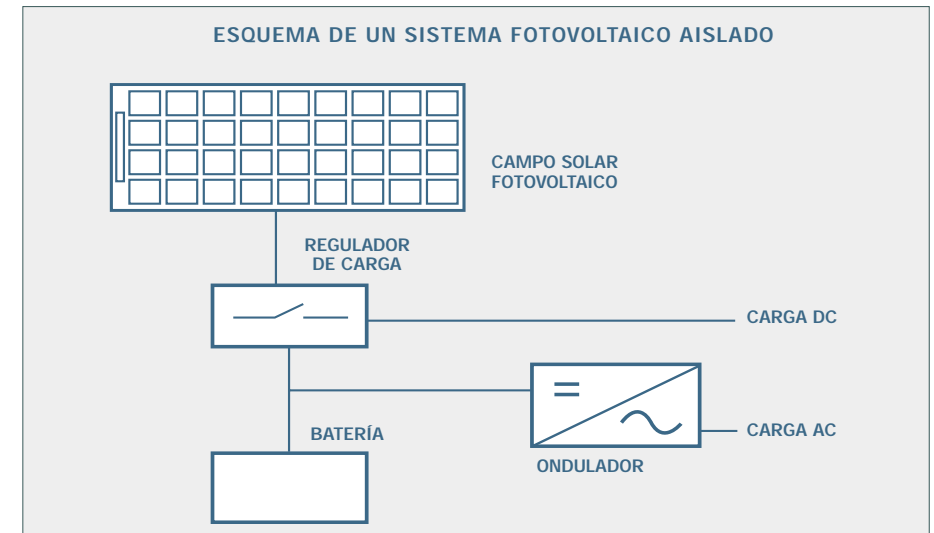 ESQUEMA DE UN SISTEMA FOTOVOLTAICO AISLADO
CAMPO SOLAR
FOTOVOLTAICO
REGULADOR
DE CARGA
CARGA DC
CARGA AC
BATERÍA
ONDULADOR